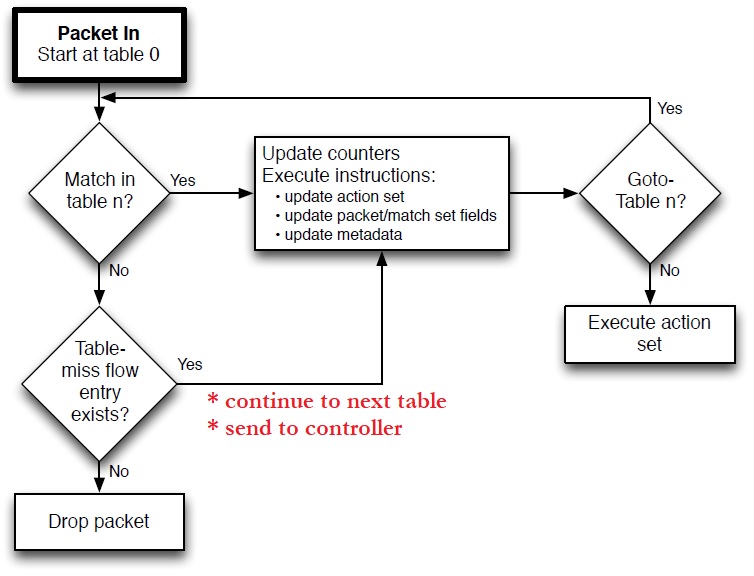 Packet In
Start at table 0
Yes
Match in
table n?
Yes
Update counters
Execute instructions:
• update action set
• update packet/match set fields
• update metadata
Goto-
Table n?
No
No
Table-
miss flow
entry
exists?
Yes
* continue to next table
* send to controller
Execute action
set
No
Drop packet